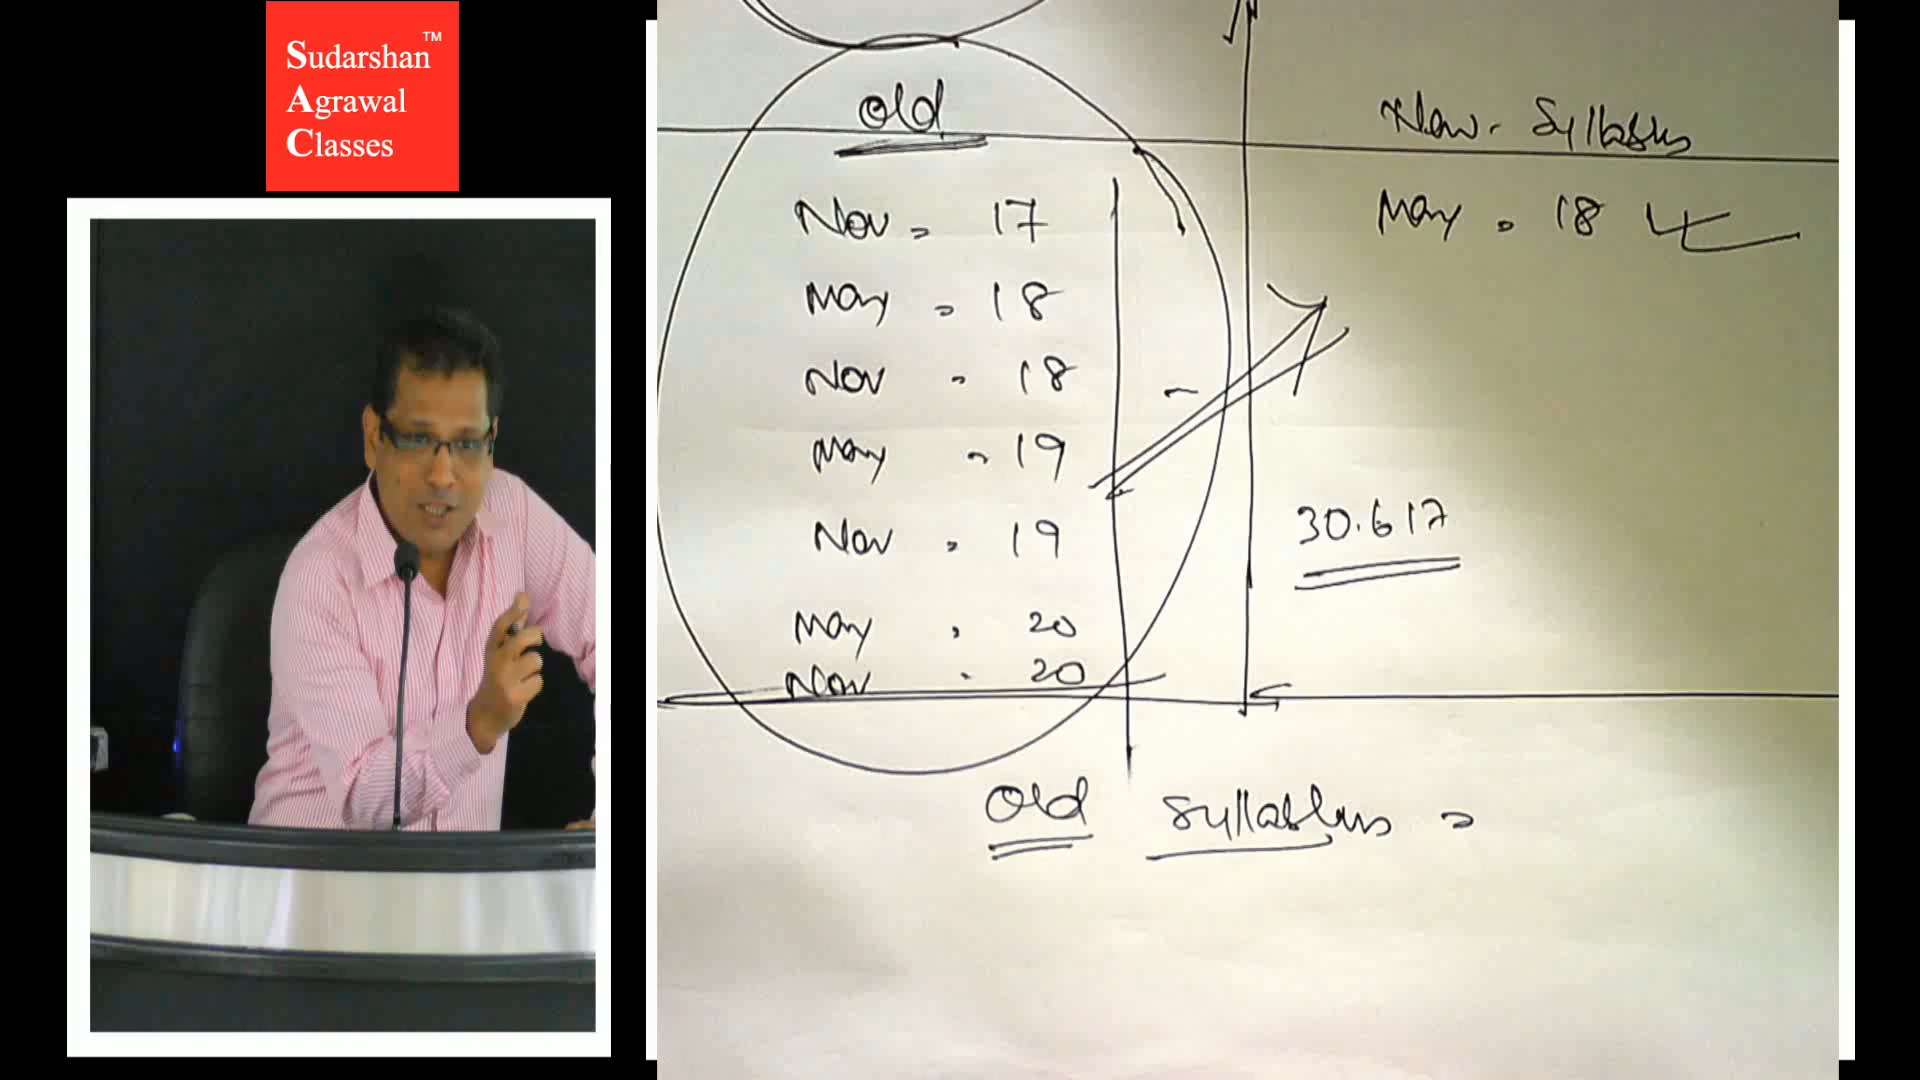 Sudarshan™
Agrawal
Classes
Old
New. Syllabus
Nov - 17
May - 18
May - 18
Nov - 18
May - 19
Nov - 19
30.6 17
May - 20
Nov - 20
Old Syllabus =